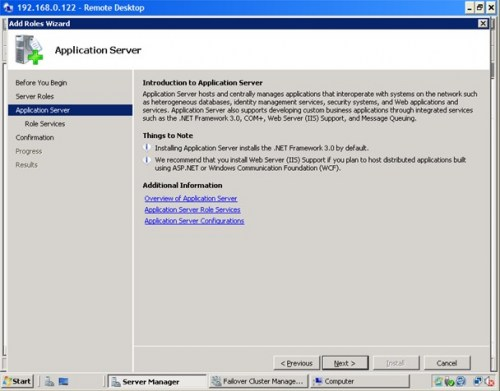 192.168.0.122 - Remote Desktop
Add Roles Wizard
Application Server
Before You Begin
Server Roles
Application Server
Role Services
Confirmation
Progress
Results
Introduction to Application Server
Application Server hosts and centrally manages applications that interoperate with systems on the network such
as heterogeneous databases, identity management services, security systems, and Web applications and
services. Application Server also supports developing custom business applications through integrated services
such as the .NET Framework 3.0, COM+, Web Server (IIS) Support, and Message Queuing.
Things to Note
Installing Application Server installs the .NET Framework 3.0 by default.
We recommend that you install Web Server (IIS) Support if you plan to host distributed applications built
using ASP.NET or Windows Communication Foundation (WCF).
Additional Information
Overview of Application Server
Application Server Role Services
Application Server Configurations
< Previous Next > Install Cancel
Start Server Manager Failover Cluster Manage... Computer